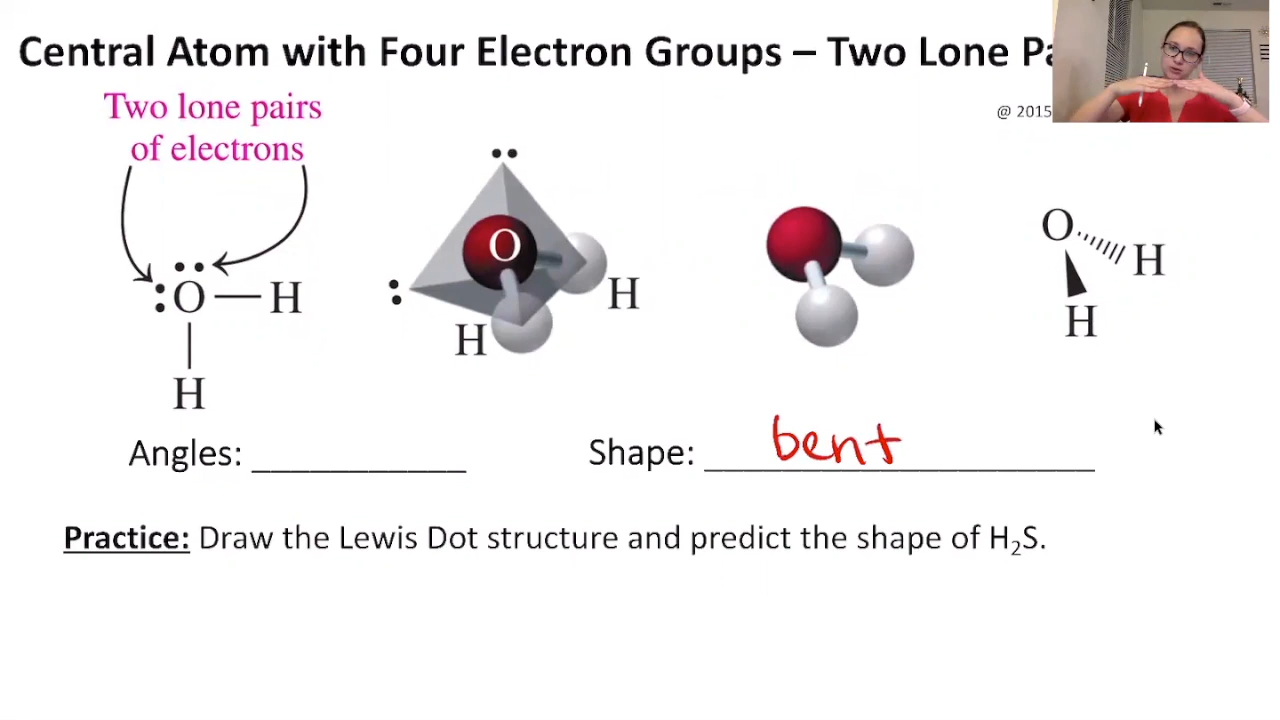 Central Atom with Four Electron Groups – Two Lone
Two lone pairs
of electrons
@ 2015
O
H
H
O
H
H
O
H
H
Angles: ___________
Shape: bent
Practice: Draw the Lewis Dot structure and predict the shape of H₂S.